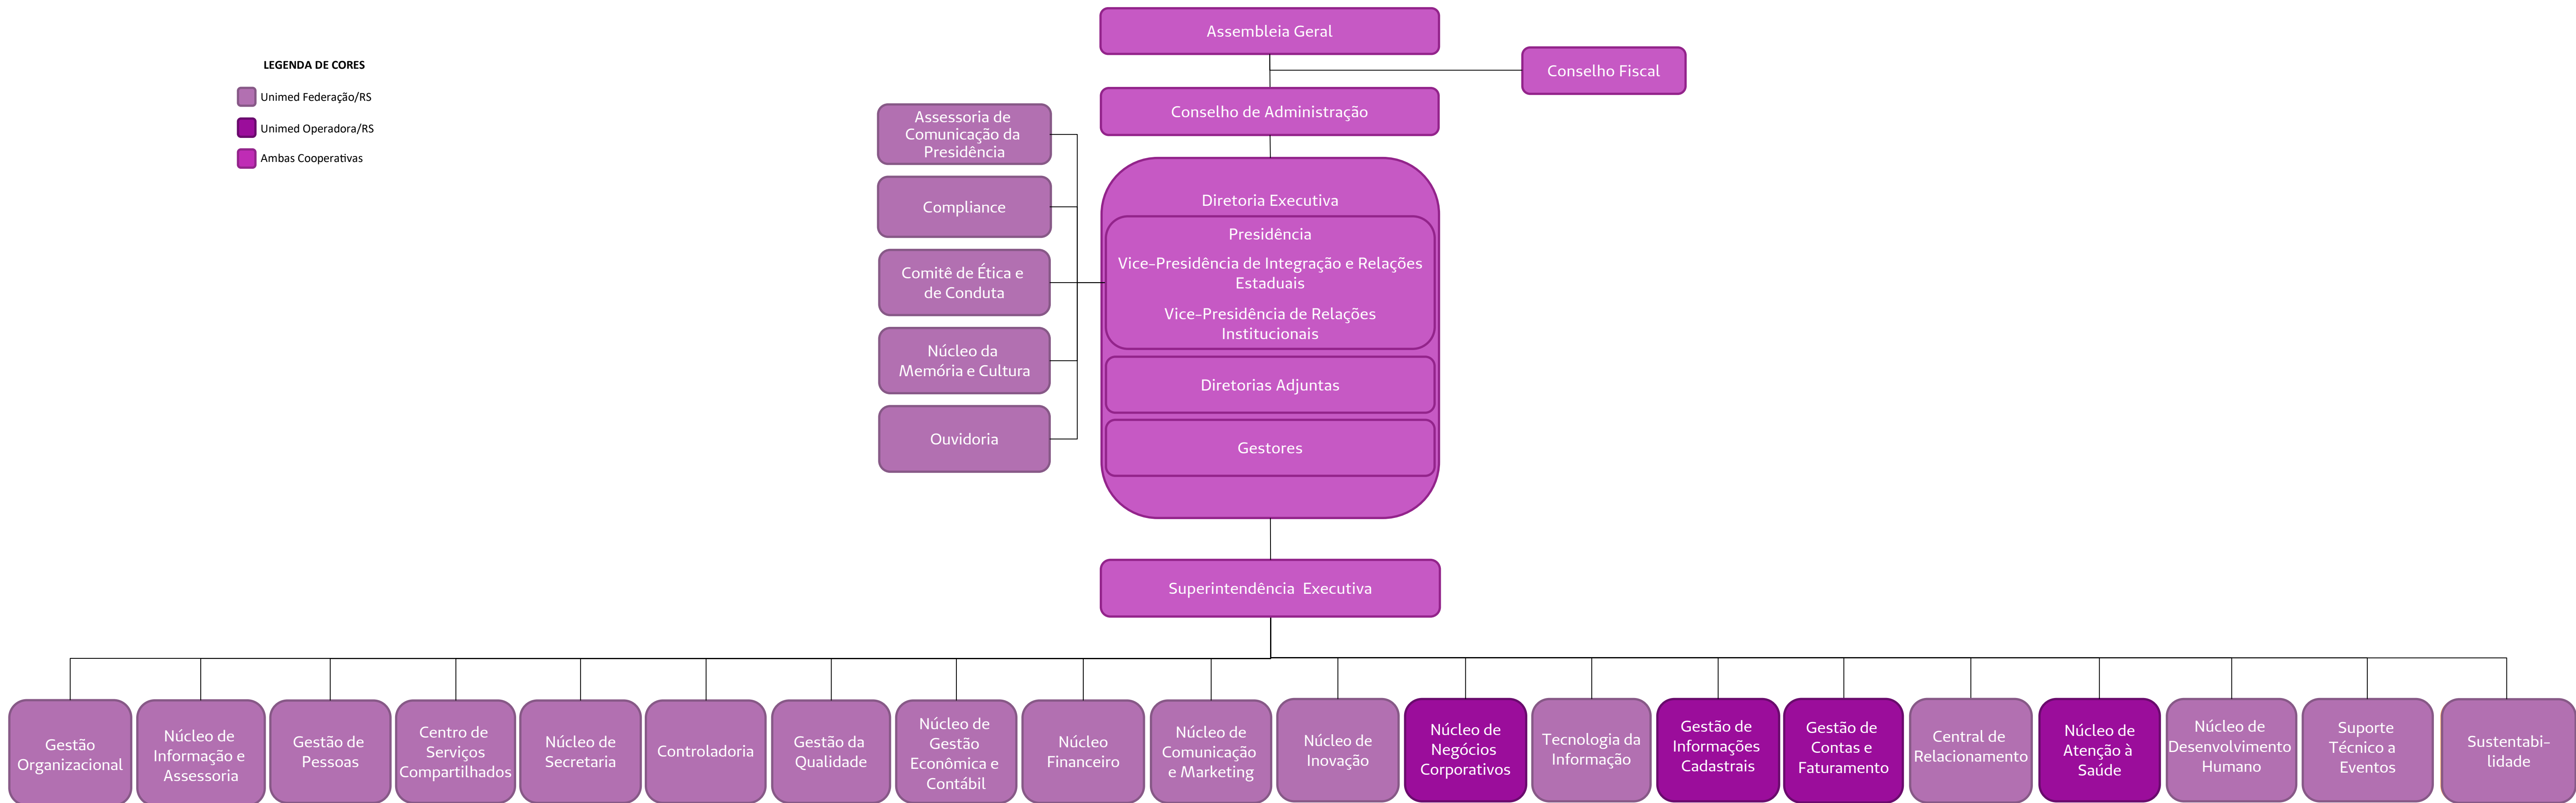 Assembleia Geral
LEGENDA DE CORES
Unimed Federação/RS
Unimed Operadora/RS
Ambas Cooperativas
Conselho Fiscal
Conselho de Administração
Assessoria de
Comunicação da
Presidência
Compliance
Comitê de Ética e
de Conduta
Núcleo da
Memória e Cultura
Ouvidoria
Diretoria Executiva
Presidência
Vice-Presidência de Integração e Relações
Estaduais
Vice-Presidência de Relações
Institucionais
Diretorias Adjuntas
Gestores
Superintendência Executiva
Gestão
Organizacional
Núcleo de
Informação e
Assessoria
Gestão de
Pessoas
Centro de
Serviços
Compartilhados
Núcleo de
Secretaria
Controladoria
Gestão da
Qualidade
Núcleo de
Gestão
Econômica e
Contábil
Núcleo
Financeiro
Núcleo de
Comunicação
e Marketing
Núcleo de
Inovação
Núcleo de
Negócios
Corporativos
Tecnologia da
Informação
Gestão de
Informações
Cadastrais
Gestão de
Contas e
Faturamento
Central de
Relacionamento
Núcleo de
Atenção à
Saúde
Núcleo de
Desenvolvimento
Humano
Suporte
Técnico a
Eventos
Sustentabi-
lidade